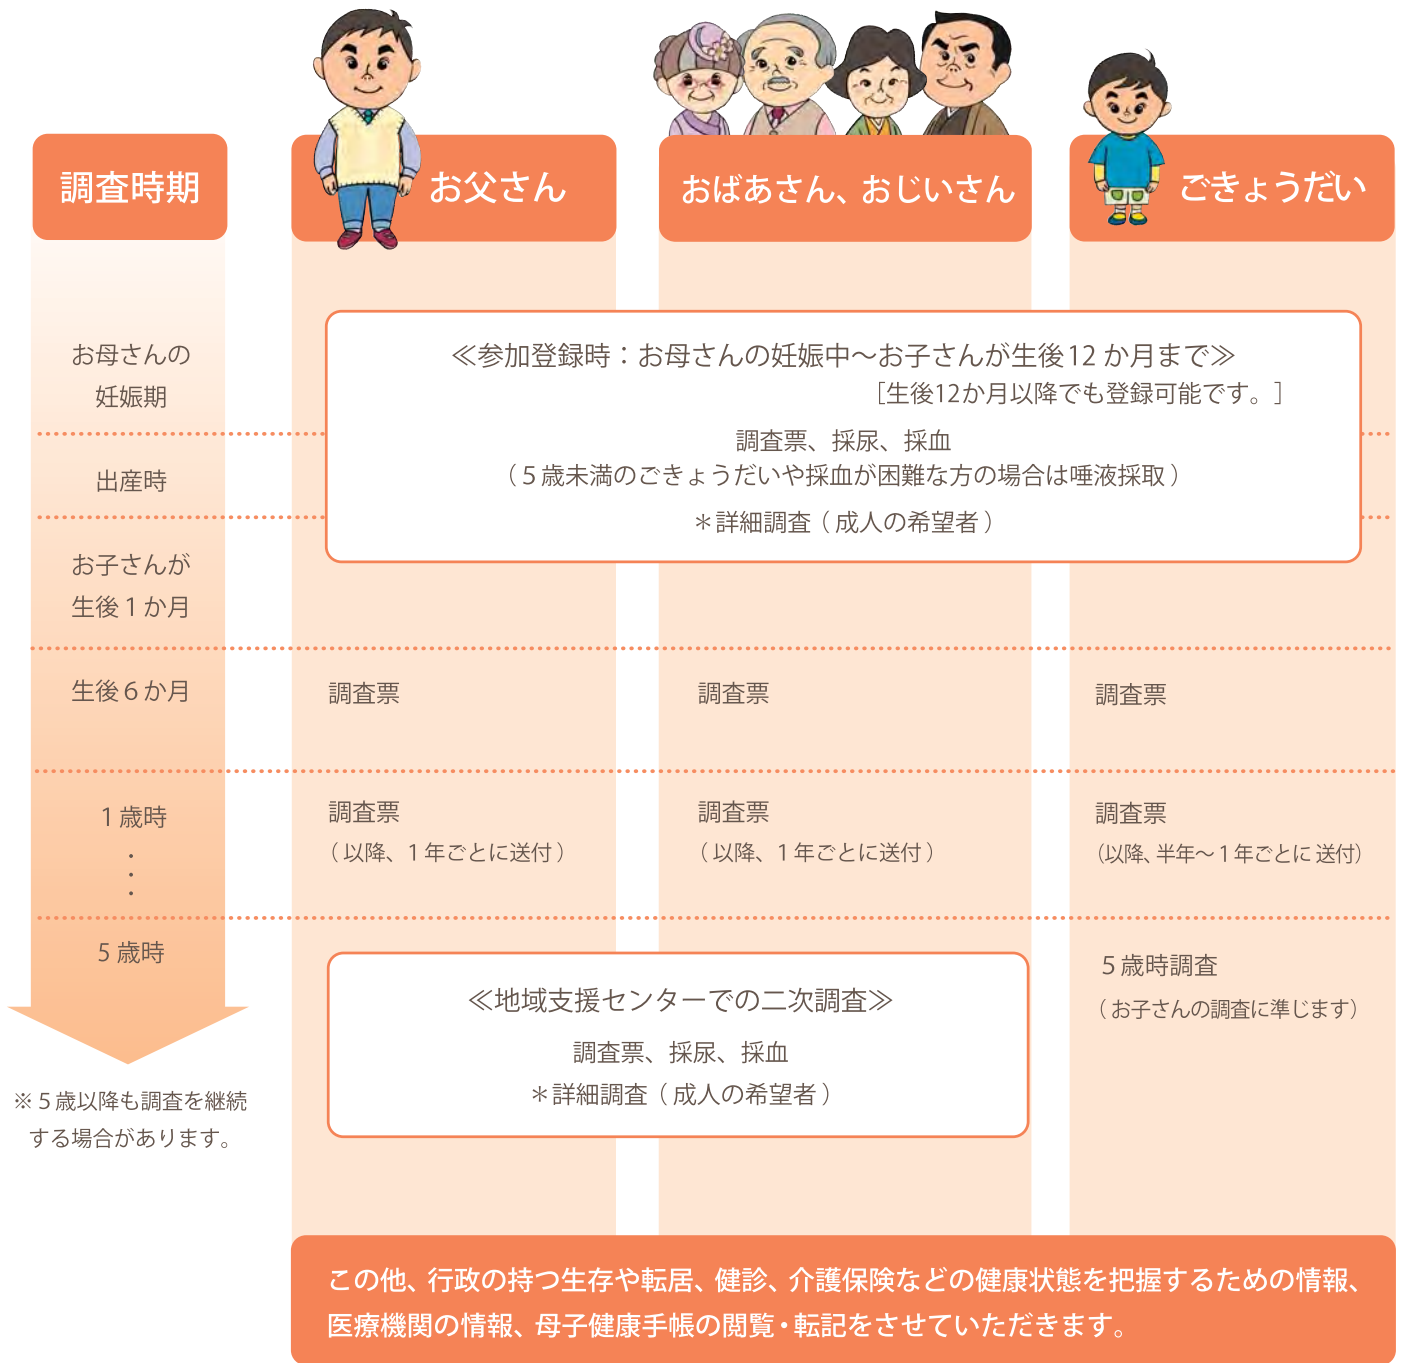 調査時期
お父さん
おばあさん、おじいさん
ごきょうだい
お母さんの
妊娠期
出産時
お子さんが
生後1か月
≪参加登録時：お母さんの妊娠中～お子さんが生後12か月まで≫
［生後12か月以降でも登録可能です。］
調査票、採尿、採血
（５歳未満のごきょうだいや採血が困難な方の場合は唾液採取）
＊詳細調査（成人の希望者）
生後６か月
調査票
調査票
調査票
１歳時
・
・
・
調査票
（以降、１年ごとに送付）
調査票
（以降、１年ごとに送付）
調査票
（以降、半年～１年ごとに送付）
5歳時
≪地域支援センターでの二次調査≫
調査票、採尿、採血
＊詳細調査（成人の希望者）
５歳時調査
（お子さんの調査に準じます）
※５歳以降も調査を継続
する場合があります。
この他、行政の持つ生存や転居、健診、介護保険などの健康状態を把握するための情報、
医療機関の情報、母子健康手帳の閲覧・転記をさせていただきます。